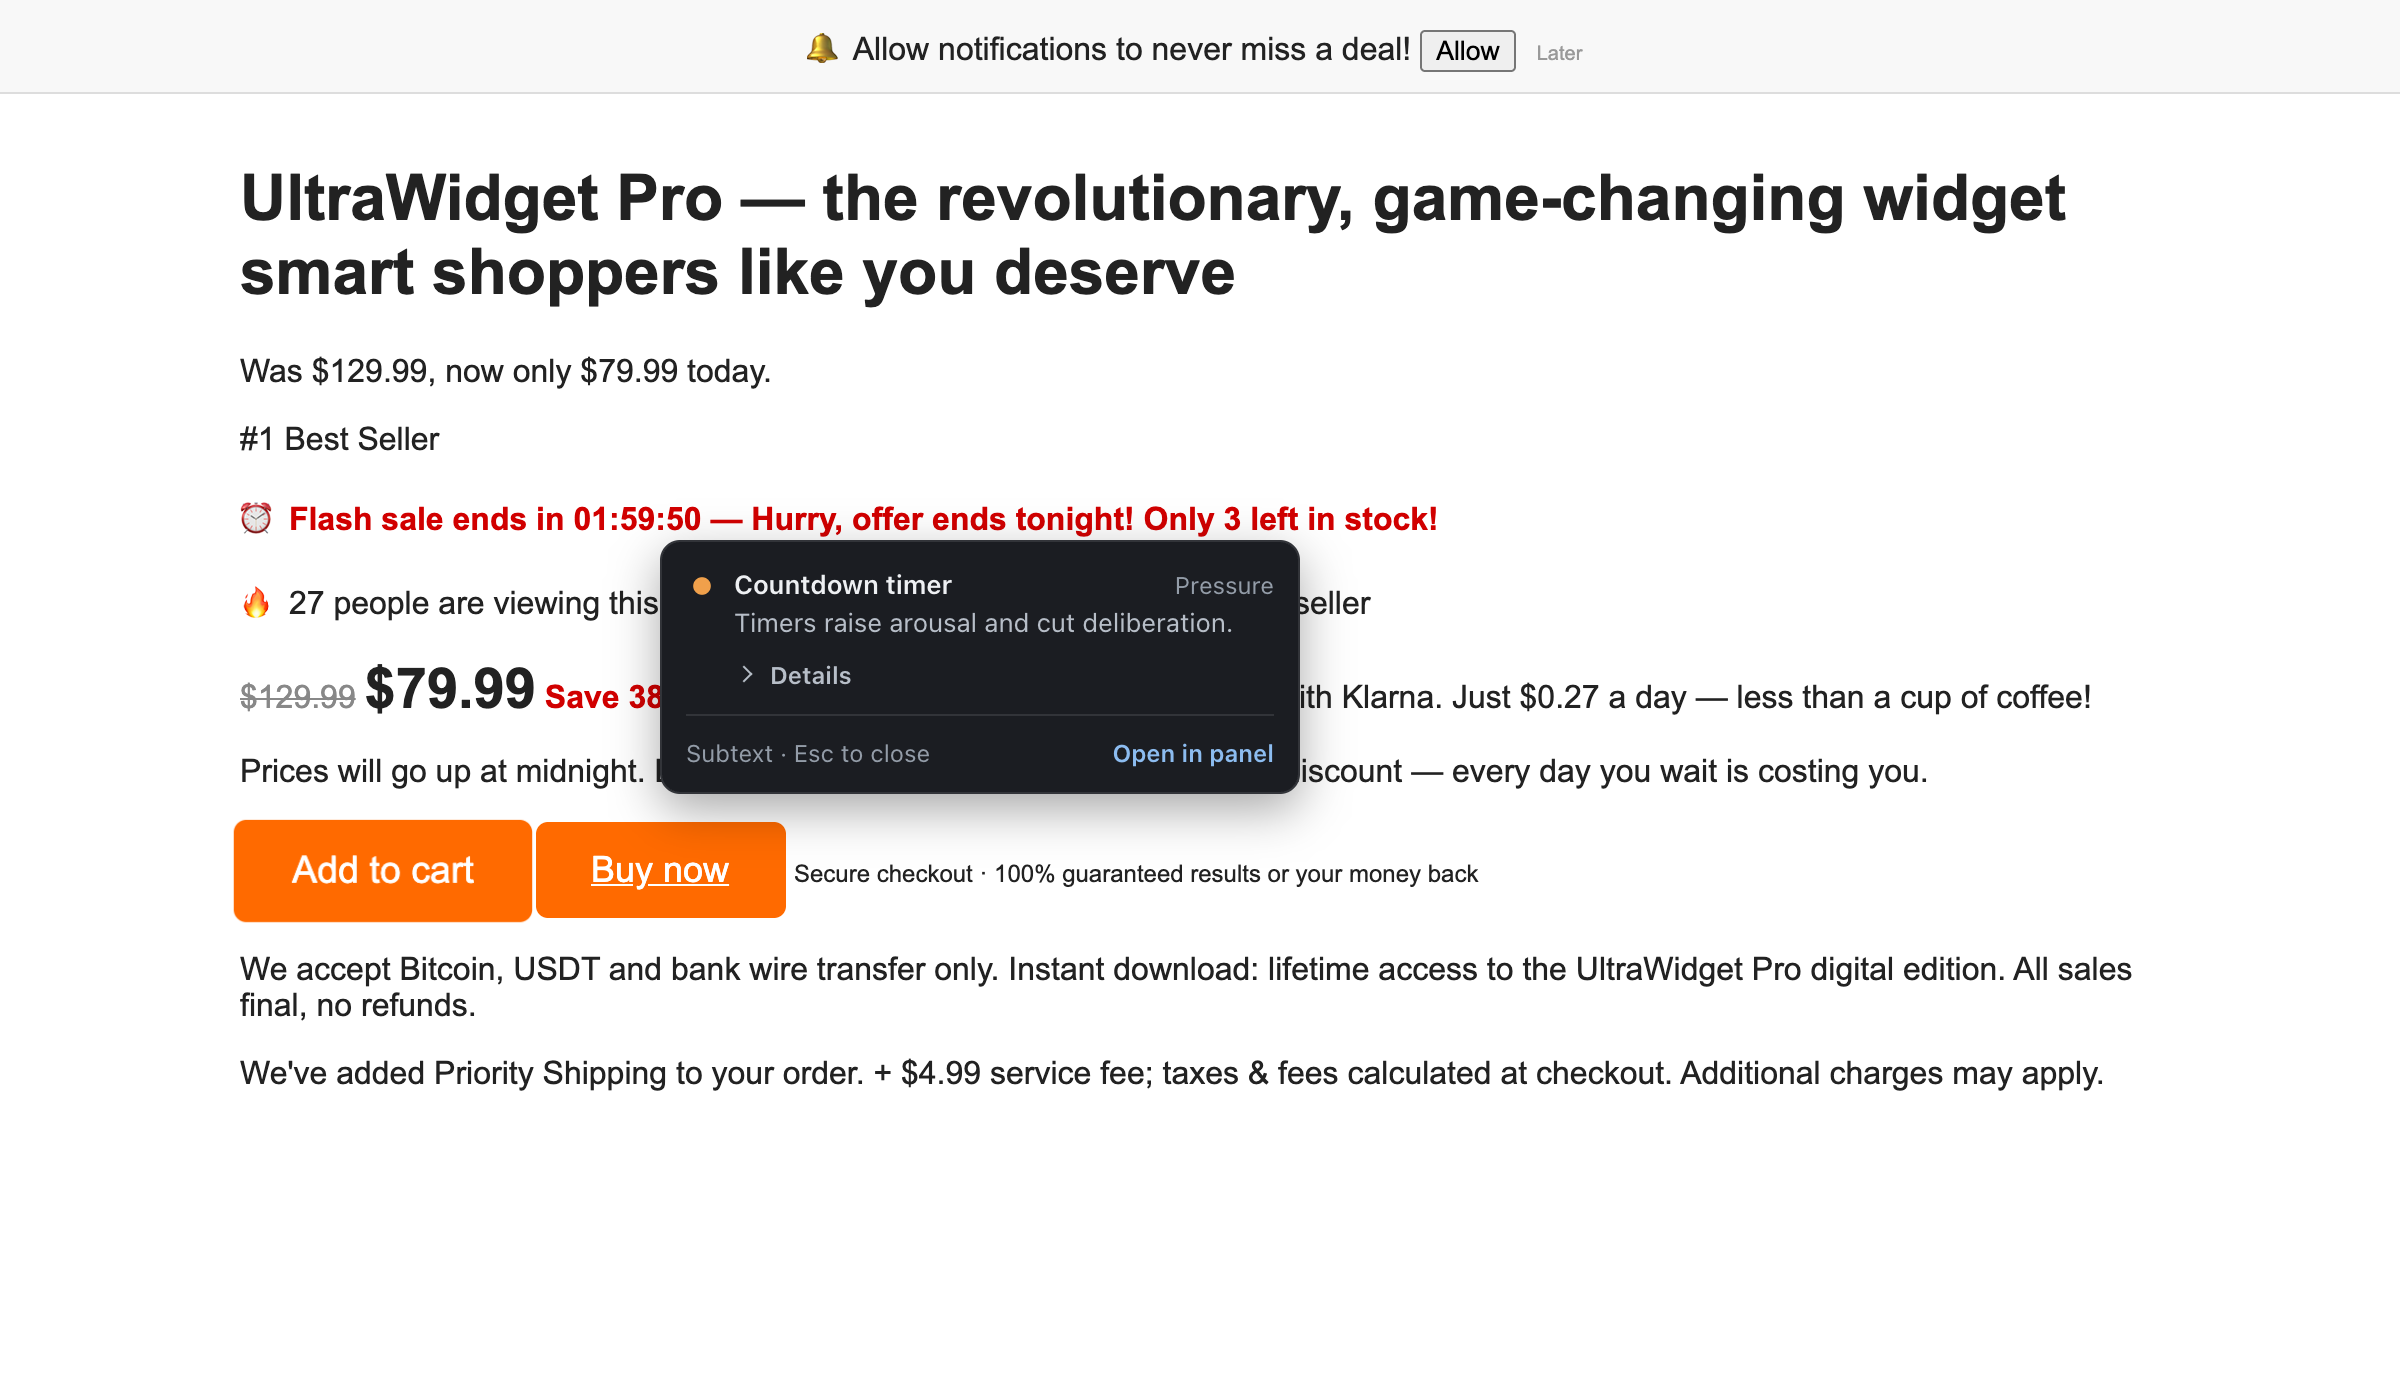 🔔 Allow notifications to never miss a deal! Allow Later
UltraWidget Pro — the revolutionary, game-changing widget
smart shoppers like you deserve
Was $129.99, now only $79.99 today.
#1 Best Seller
⏰ Flash sale ends in 01:59:50 — Hurry, offer ends tonight! Only 3 left in stock!
Countdown timer Pressure
🔥 27 people are viewing this seller
Timers raise arousal and cut deliberation.
Details
$129.99 $79.99 Save 38 ith Klarna. Just $0.27 a day — less than a cup of coffee!
Subtext · Esc to close Open in panel
Prices will go up at midnight. iscount — every day you wait is costing you.
Add to cart Buy now Secure checkout · 100% guaranteed results or your money back
We accept Bitcoin, USDT and bank wire transfer only. Instant download: lifetime access to the UltraWidget Pro digital edition. All sales
final, no refunds.
We've added Priority Shipping to your order. + $4.99 service fee; taxes & fees calculated at checkout. Additional charges may apply.